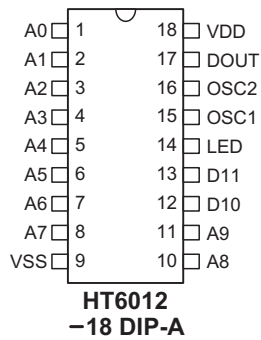 A0 1 18 VDD
A1 2 17 DOUT
A2 3 16 OSC2
A3 4 15 OSC1
A4 5 14 LED
A5 6 13 D11
A6 7 12 D10
A7 8 11 A9
VSS 9 10 A8
HT6012
–18 DIP-A